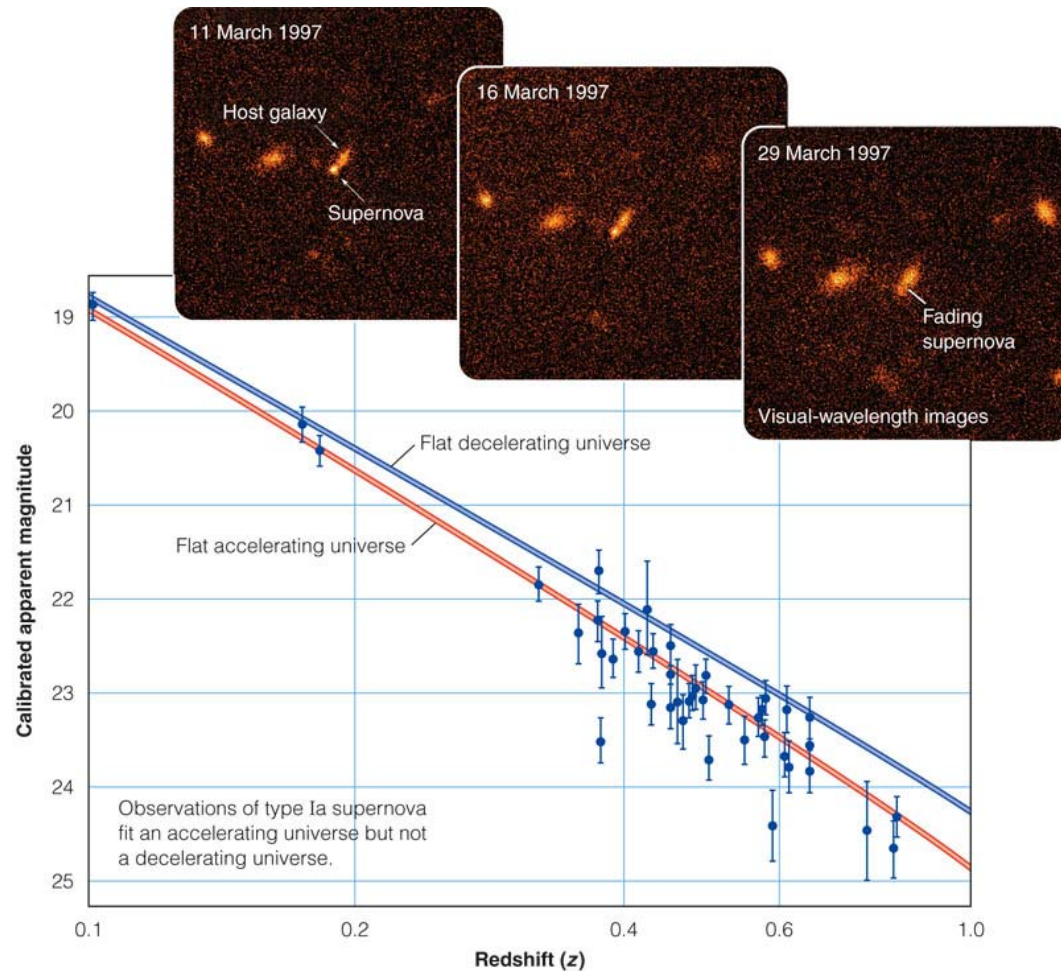 11 March 1997
Host galaxy
Supernova
16 March 1997
29 March 1997
Fading
supernova
Visual-wavelength images
19
20
21
22
23
24
25
Calibrated apparent magnitude
Flat decelerating universe
Flat accelerating universe
Observations of type Ia supernova
fit an accelerating universe but not
a decelerating universe.
0.1
0.2
0.4
0.6
1.0
Redshift (z)